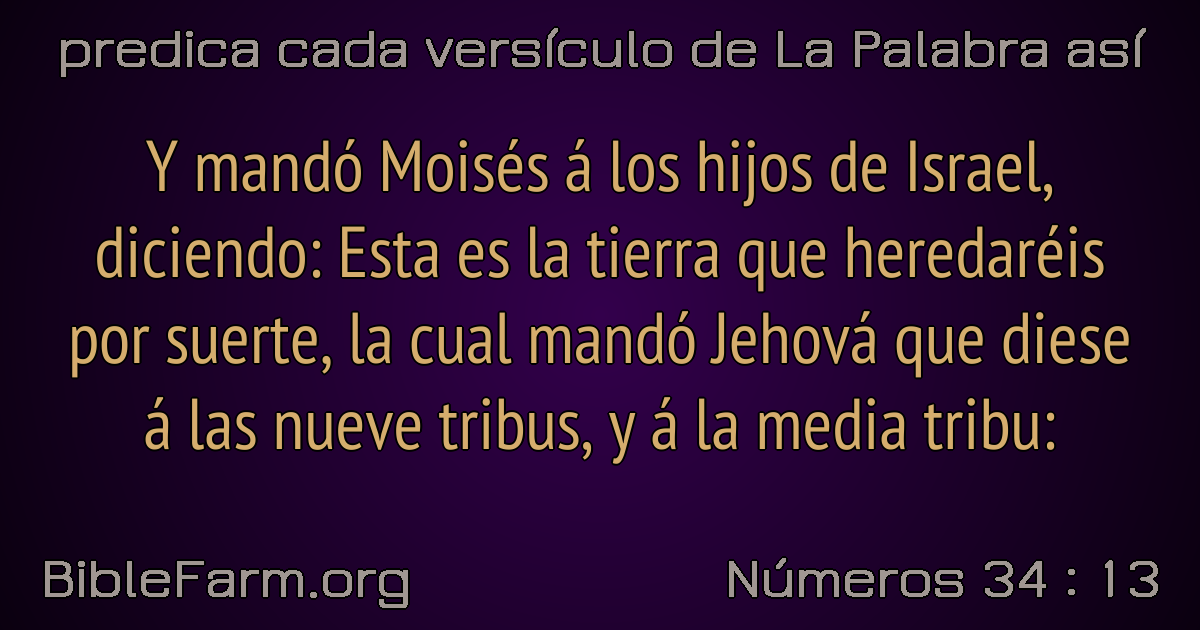 predica cada versículo de La Palabra así
Y mandó Moisés á los hijos de Israel,
diciendo: Esta es la tierra que heredaréis
por suerte, la cual mandó Jehová que diese
á las nueve tribus, y á la media tribu:
BibleFarm.org
Números 34 : 13